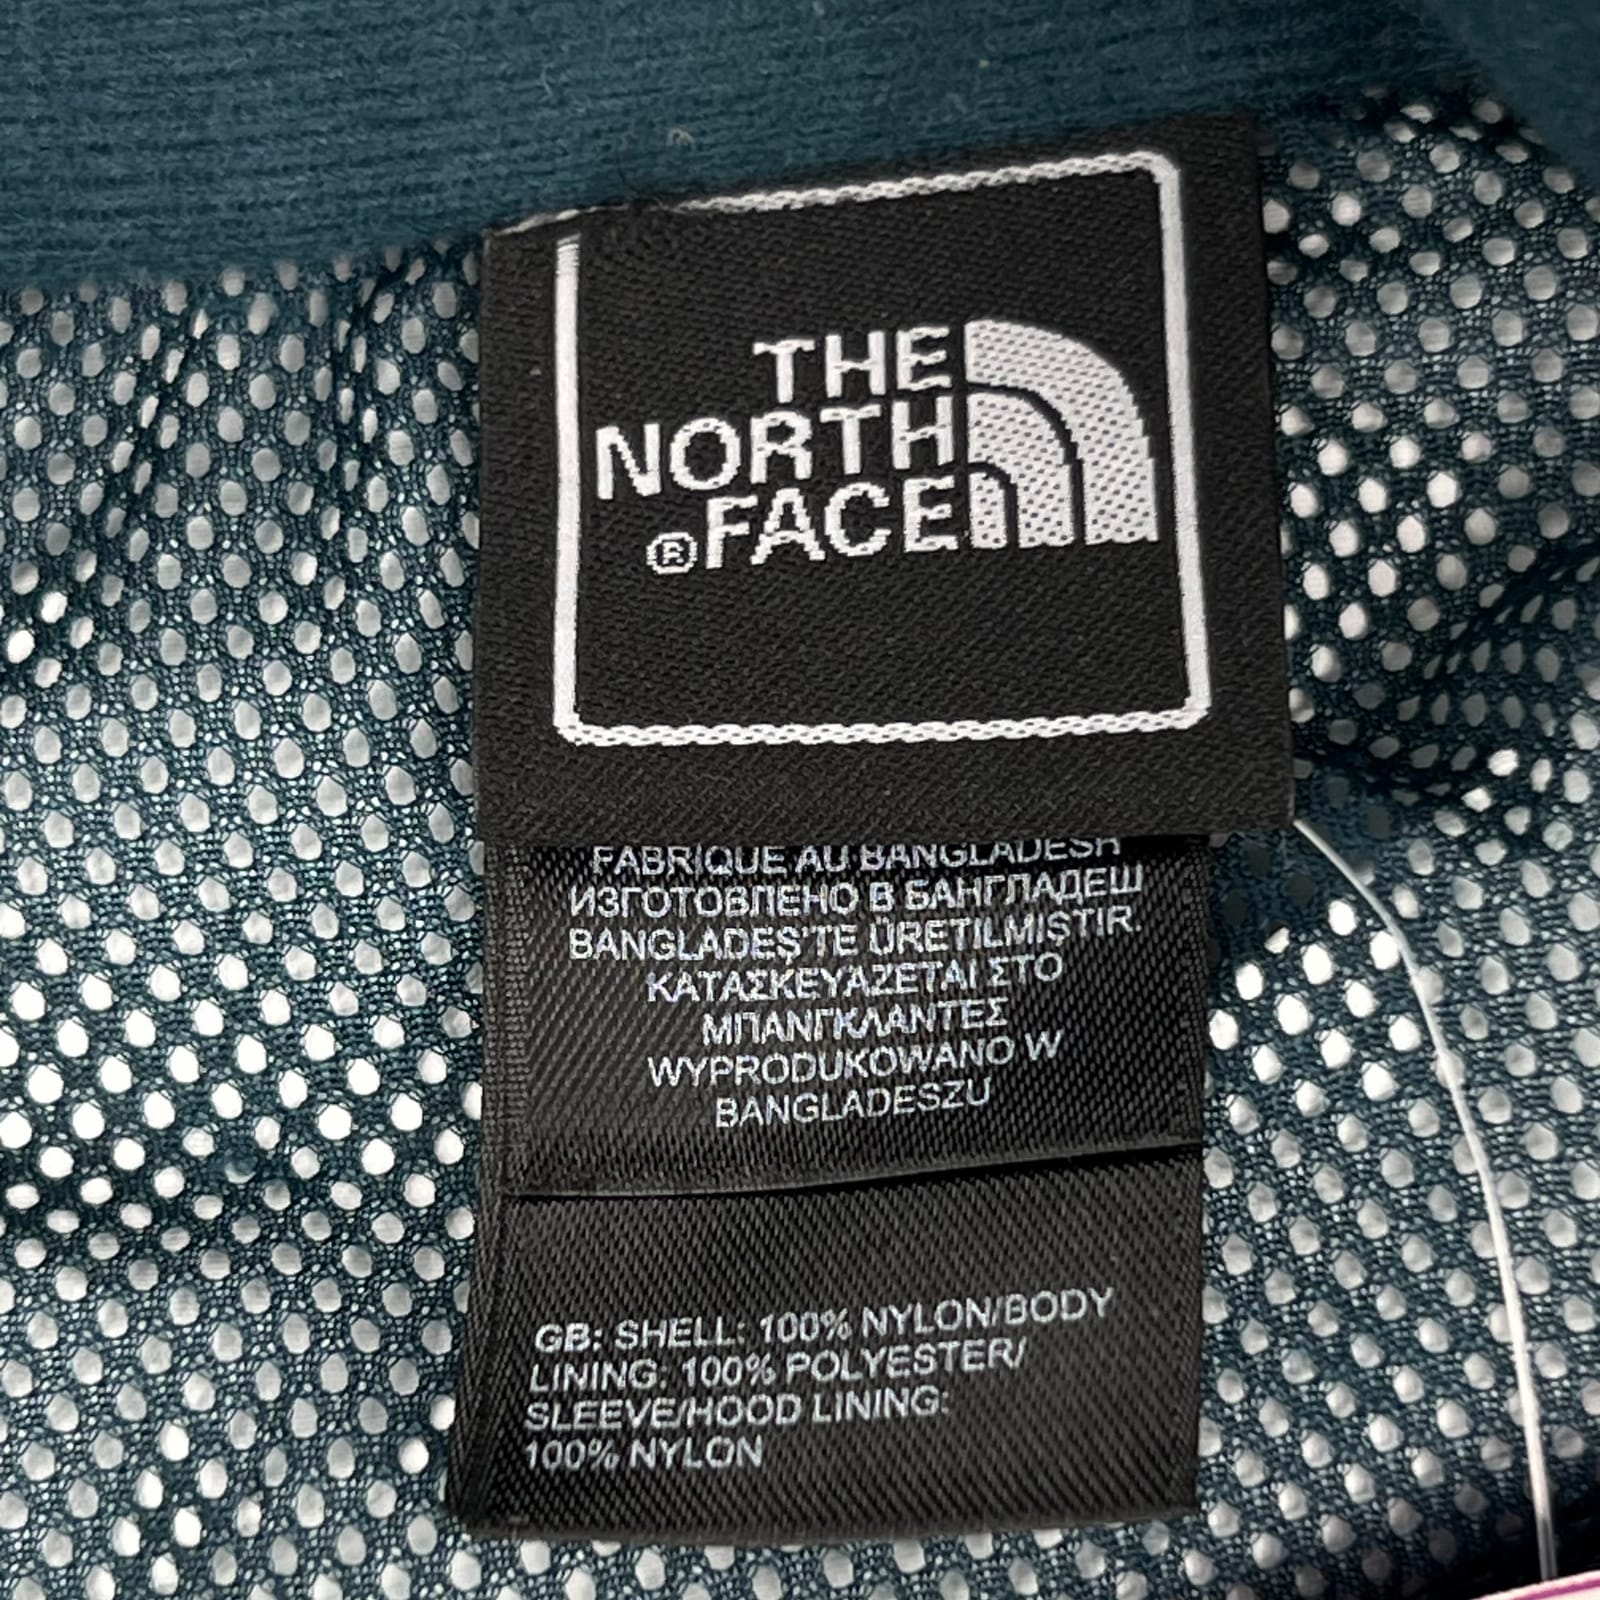 THE
NORTH
®FACE
FABRIQUE AU BANGLADESH
ИЗГОТОВЛЕНО В БАНГЛАДЕШ
BANGLADEŞ'TE ÜRETILMIŞTIR.
ΚΑΤΑΣΚΕΥΑΖΕΤΑΙ ΣΤΟ
ΜΠΑΝΓΚΛΑΝΤΕΣ
WYPRODUKOWANO W
BANGLADESZU
GB: SHELL: 100% NYLON/BODY
LINING: 100% POLYESTER/
SLEEVE/HOOD LINING:
100% NYLON